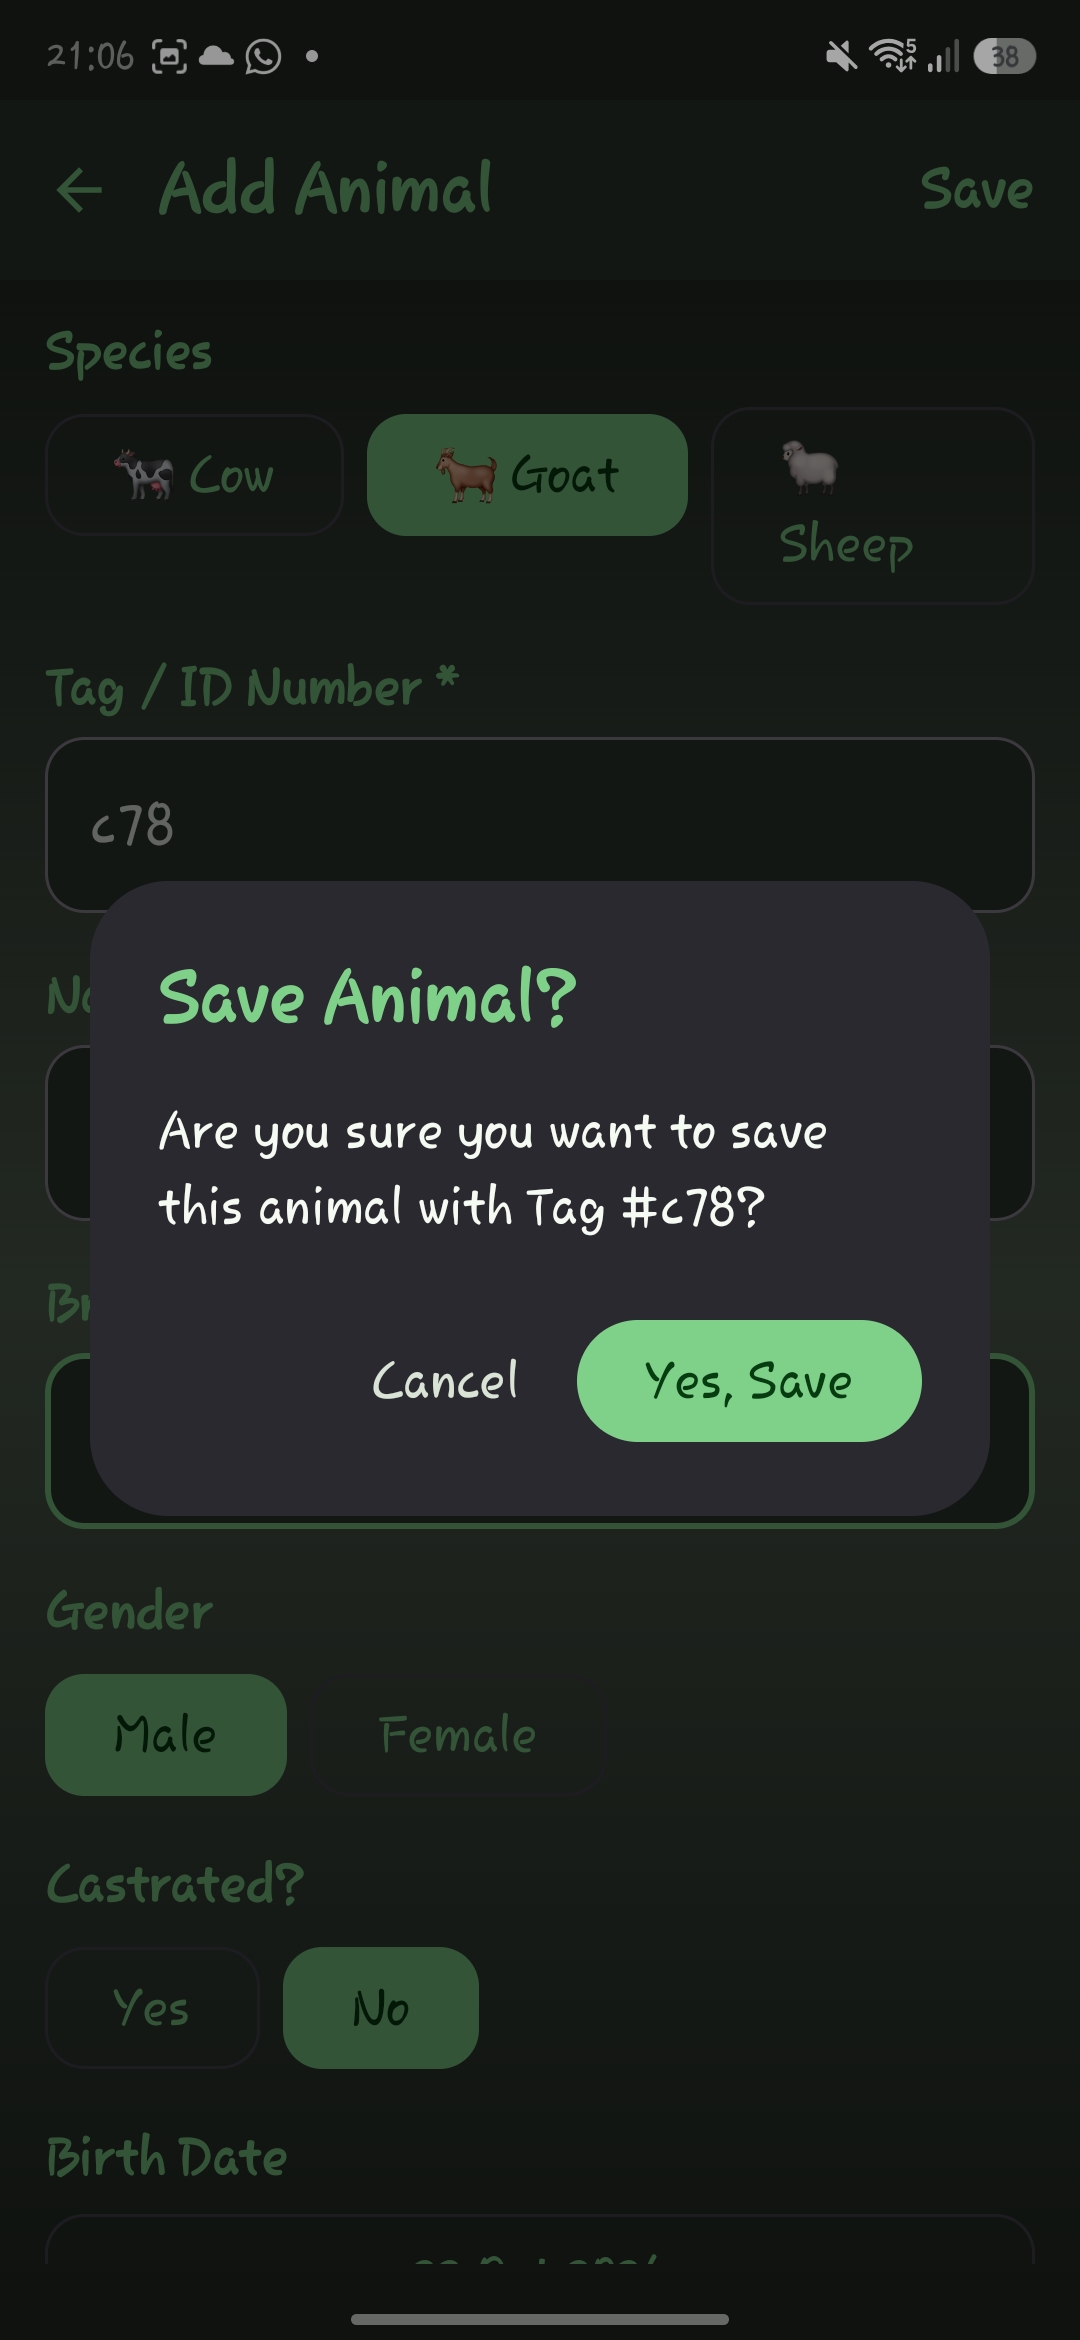 21:06
5
38
Add Animal
Save
Species
Cow
Goat
Sheep
Tag / ID Number *
c78
Save Animal?
Are you sure you want to save
this animal with Tag #c78?
Cancel
Yes, Save
Gender
Male
Female
Castrated?
Yes
No
Birth Date